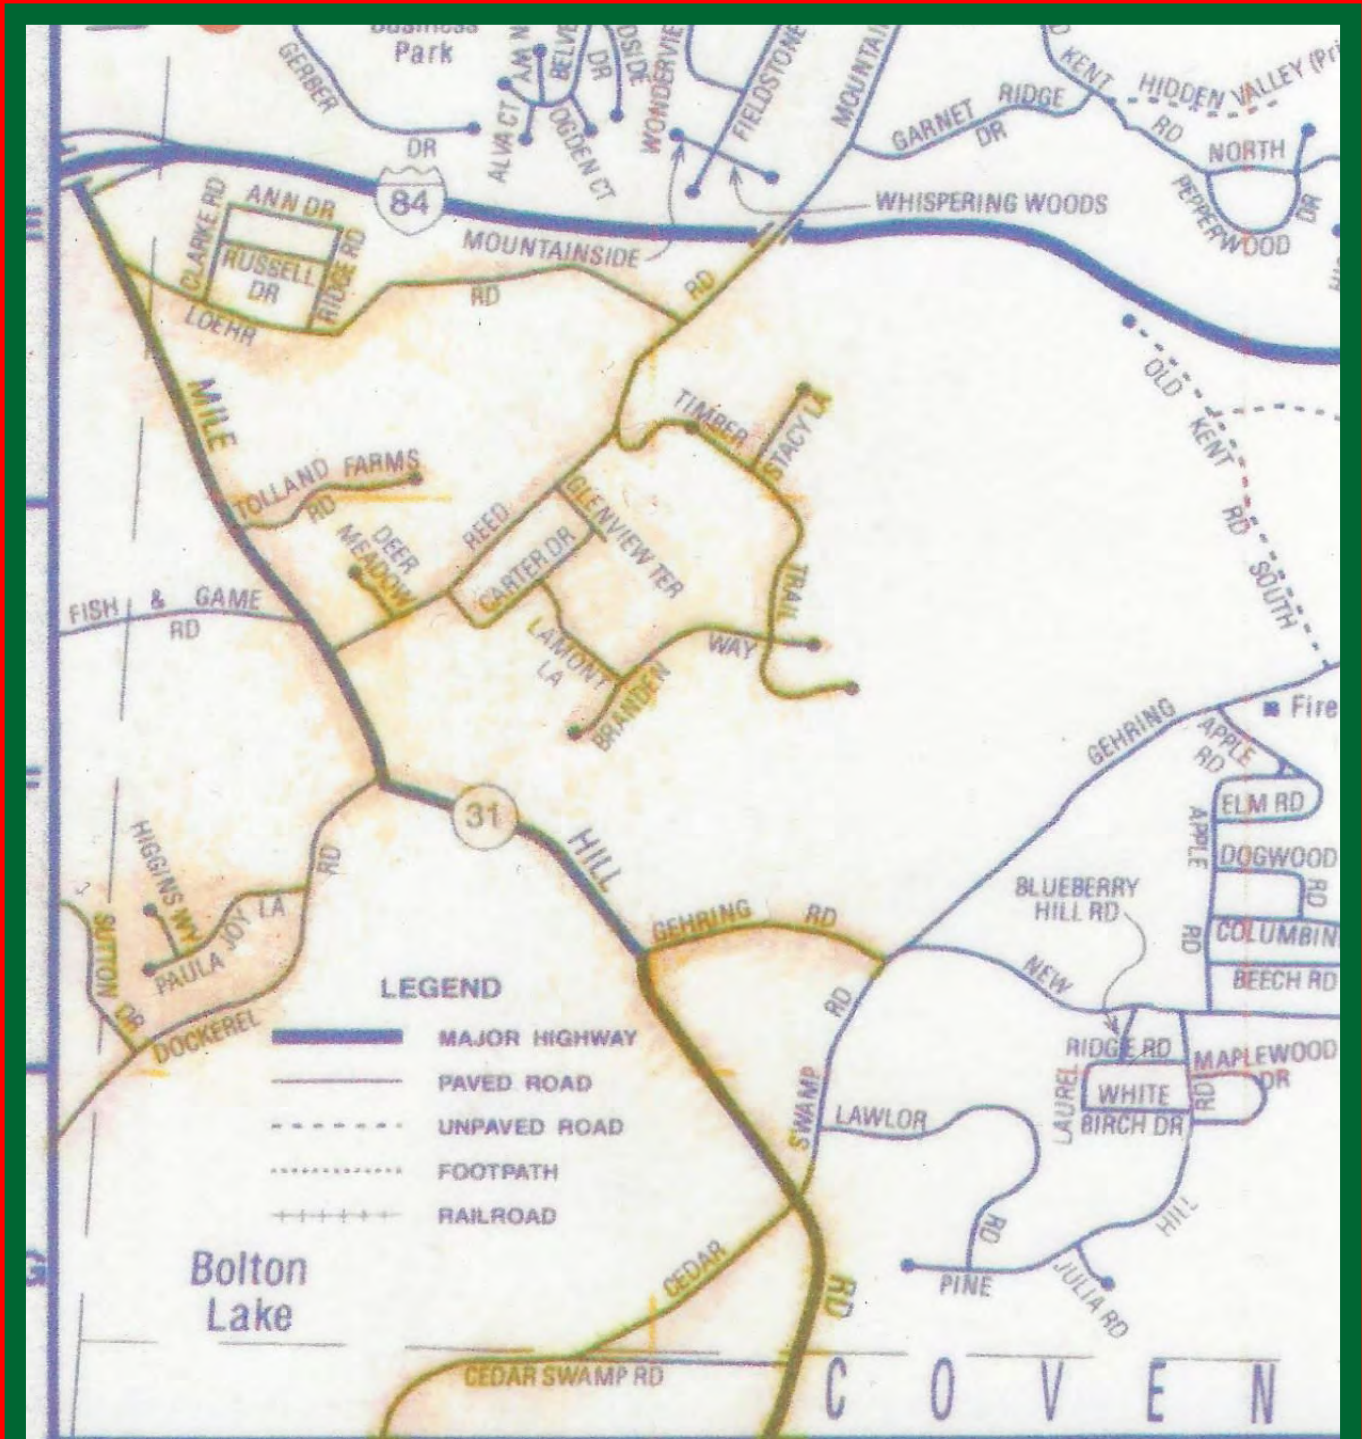 Business
Park
GERBER
DR
ALVA CT
BELVE
DR
OGDEN CT
WONDERVIE
FIELDSTONE
MOUNTAIN
RD
KENT
RD
HIDDEN VALLEY (Pri
GARNET RIDGE
DR
NORTH
PEPPERWOOD
DR
84
WHISPERING WOODS
MOUNTAINSIDE
CLARKE RD
ANN DR
RUSSELL
DR
RIDGE RD
LOEHR
RD
OLD KENT RD SOUTH
MILE
HILL
RD
TIMBER
TRAIL
STACY LA
TOLLAND FARMS
RD
DEER
MEADOW
REED
GLENVIEW TER
CARTER DR
LAMONT
LA
BRANDEN
WAY
FISH & GAME
RD
GEHRING
Fire
APPLE
RD
ELM RD
APPLE
RD
DOGWOOD
RD
COLUMBIN
BEECH RD
31
HIGGINS WY
PAULA JOY LA
SUTTON
DR
DOCKEREL
RD
GEHRING RD
BLUEBERRY
HILL RD
NEW
RIDGE RD
LAUREL
WHITE
BIRCH DR
MAPLEWOOD
DR
RD
SWAMP
RD
LAWLOR
RD
PINE
HILL
JULIA RD
LEGEND
MAJOR HIGHWAY
PAVED ROAD
UNPAVED ROAD
FOOTPATH
RAILROAD
Bolton
Lake
CEDAR
CEDAR SWAMP RD
G
C O V E N